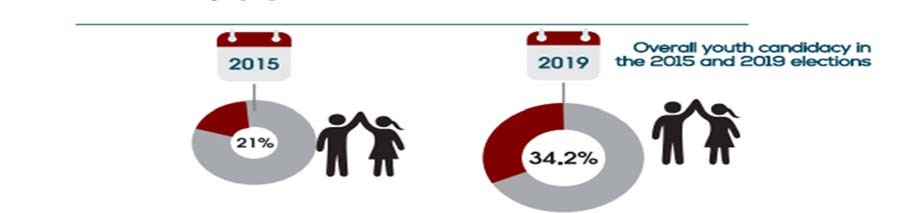 2015
2019
Overall youth candidacy in
the 2015 and 2019 elections
21%
34.2%